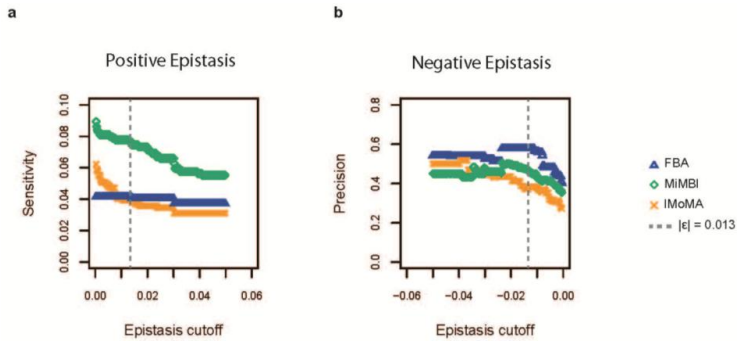 a
b
Positive Epistasis
Negative Epistasis
Sensitivity
0.00 0.02 0.04 0.06 0.08 0.10
0.00 0.02 0.04 0.06
Epistasis cutoff
Precision
0.0 0.2 0.4 0.6 0.8
−0.06 −0.04 −0.02 0.00
Epistasis cutoff
FBA
MiMBl
lMoMA
|ε| = 0.013